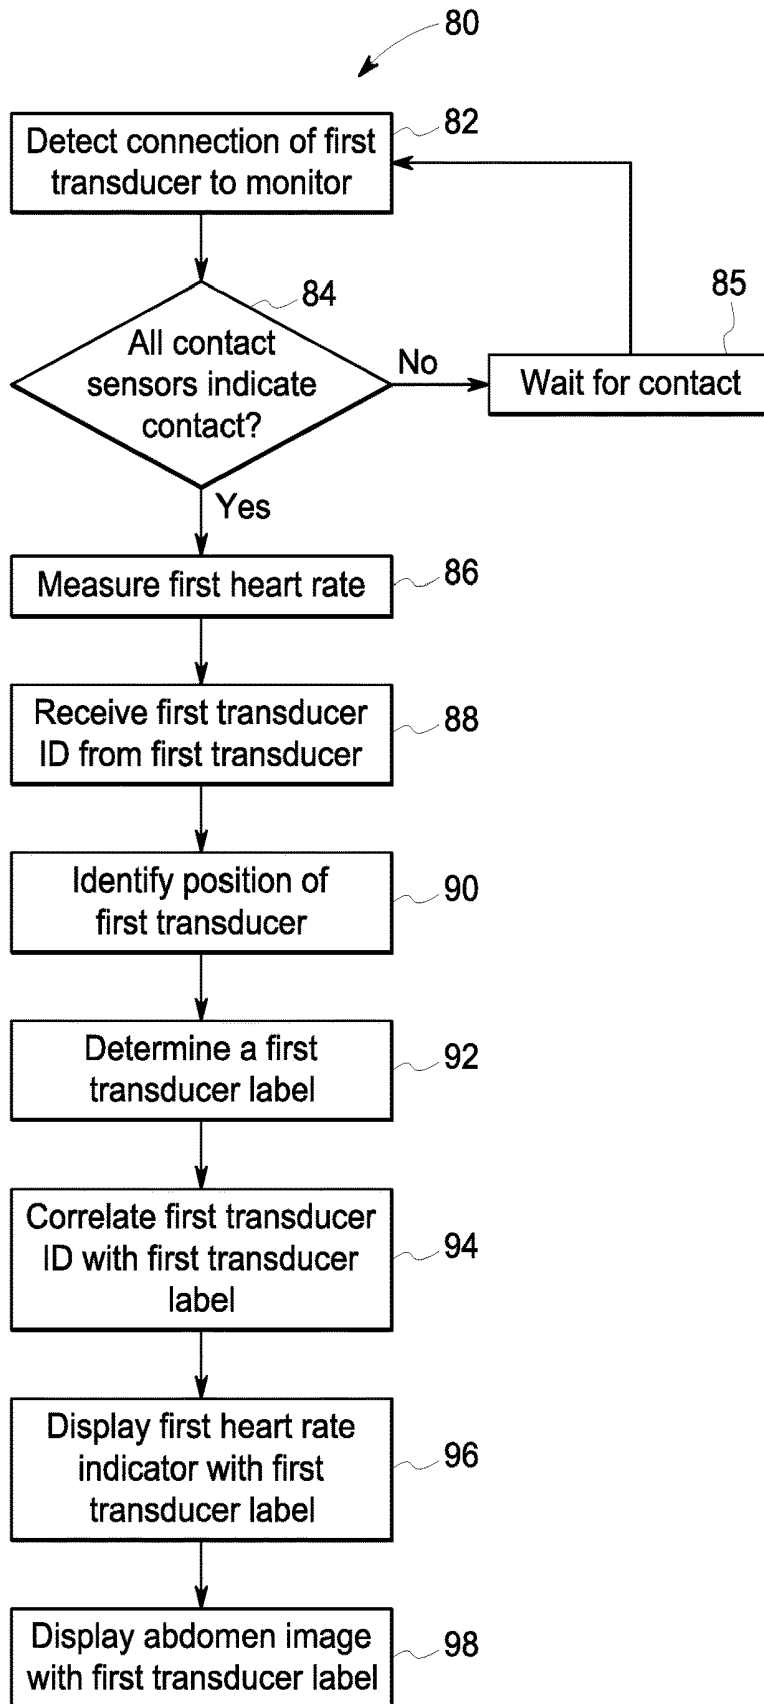 80
82
Detect connection of first
transducer to monitor
84
85
All contact
sensors indicate
contact?
No
Wait for contact
Yes
Measure first heart rate
86
Receive first transducer
ID from first transducer
88
Identify position of
first transducer
90
Determine a first
transducer label
92
Correlate first transducer
ID with first transducer
label
94
Display first heart rate
indicator with first
transducer label
96
Display abdomen image
with first transducer label
98